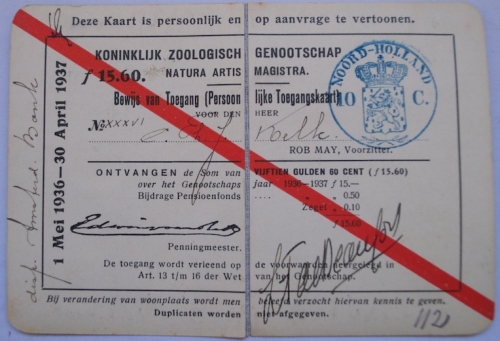 Deze Kaart is persoonlijk en op aanvrage te vertoonen.
KONINKLIJK ZOOLOGISCH GENOOTSCHAP
f 15.60. NATURA ARTIS MAGISTRA.
Bewijs van Toegang (Persoonlijke Toegangskaart)
VOOR DEN HEER
No. XXXVI
ROB MAY, Voorzitter.
NOORD-HOLLAND
10 C.
1 Mei 1936-30 April 1937
ONTVANGEN de Som van VIJFTIEN GULDEN 60 CENT (f 15.60)
over het Genootschaps jaar 1936-1937 f 15.—
Bijdrage Pensioenfonds " 0.50
Zegel " 0.10
f 15.60
Penningmeester.
De toegang wordt verleend op de voorwaarden neergelegd in
Art. 13 t/m 16 der Wet van het Genootschap.
Bij verandering van woonplaats wordt men beleefd verzocht hiervan kennis te geven.
Duplicaten worden niet afgegeven.
1121